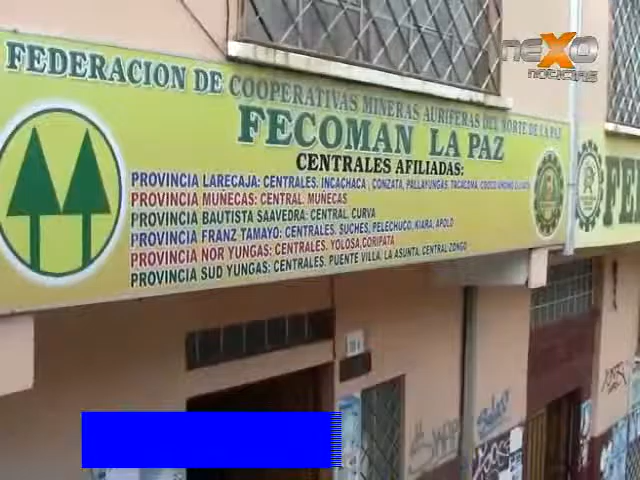 neXo
NOTICIAS
FEDERACION DE COOPERATIVAS MINERAS AURIFERAS DEL NORTE DE LA PAZ
FECOMAN LA PAZ
CENTRALES AFILIADAS:
PROVINCIA LARECAJA: CENTRALES. INCACHACA, CONZATA, PALLAYUNGAS, TACACOMA,
PROVINCIA MUÑECAS: CENTRAL. MUÑECAS
PROVINCIA BAUTISTA SAAVEDRA: CENTRAL. CURVA
PROVINCIA FRANZ TAMAYO: CENTRALES. SUCHES, PELECHUCO, KIARA, APOLO
PROVINCIA NOR YUNGAS: CENTRALES. YOLOSA, CORIPATA
PROVINCIA SUD YUNGAS: CENTRALES. PUENTE VILLA, LA ASUNTA, CENTRAL ZONGO
FE